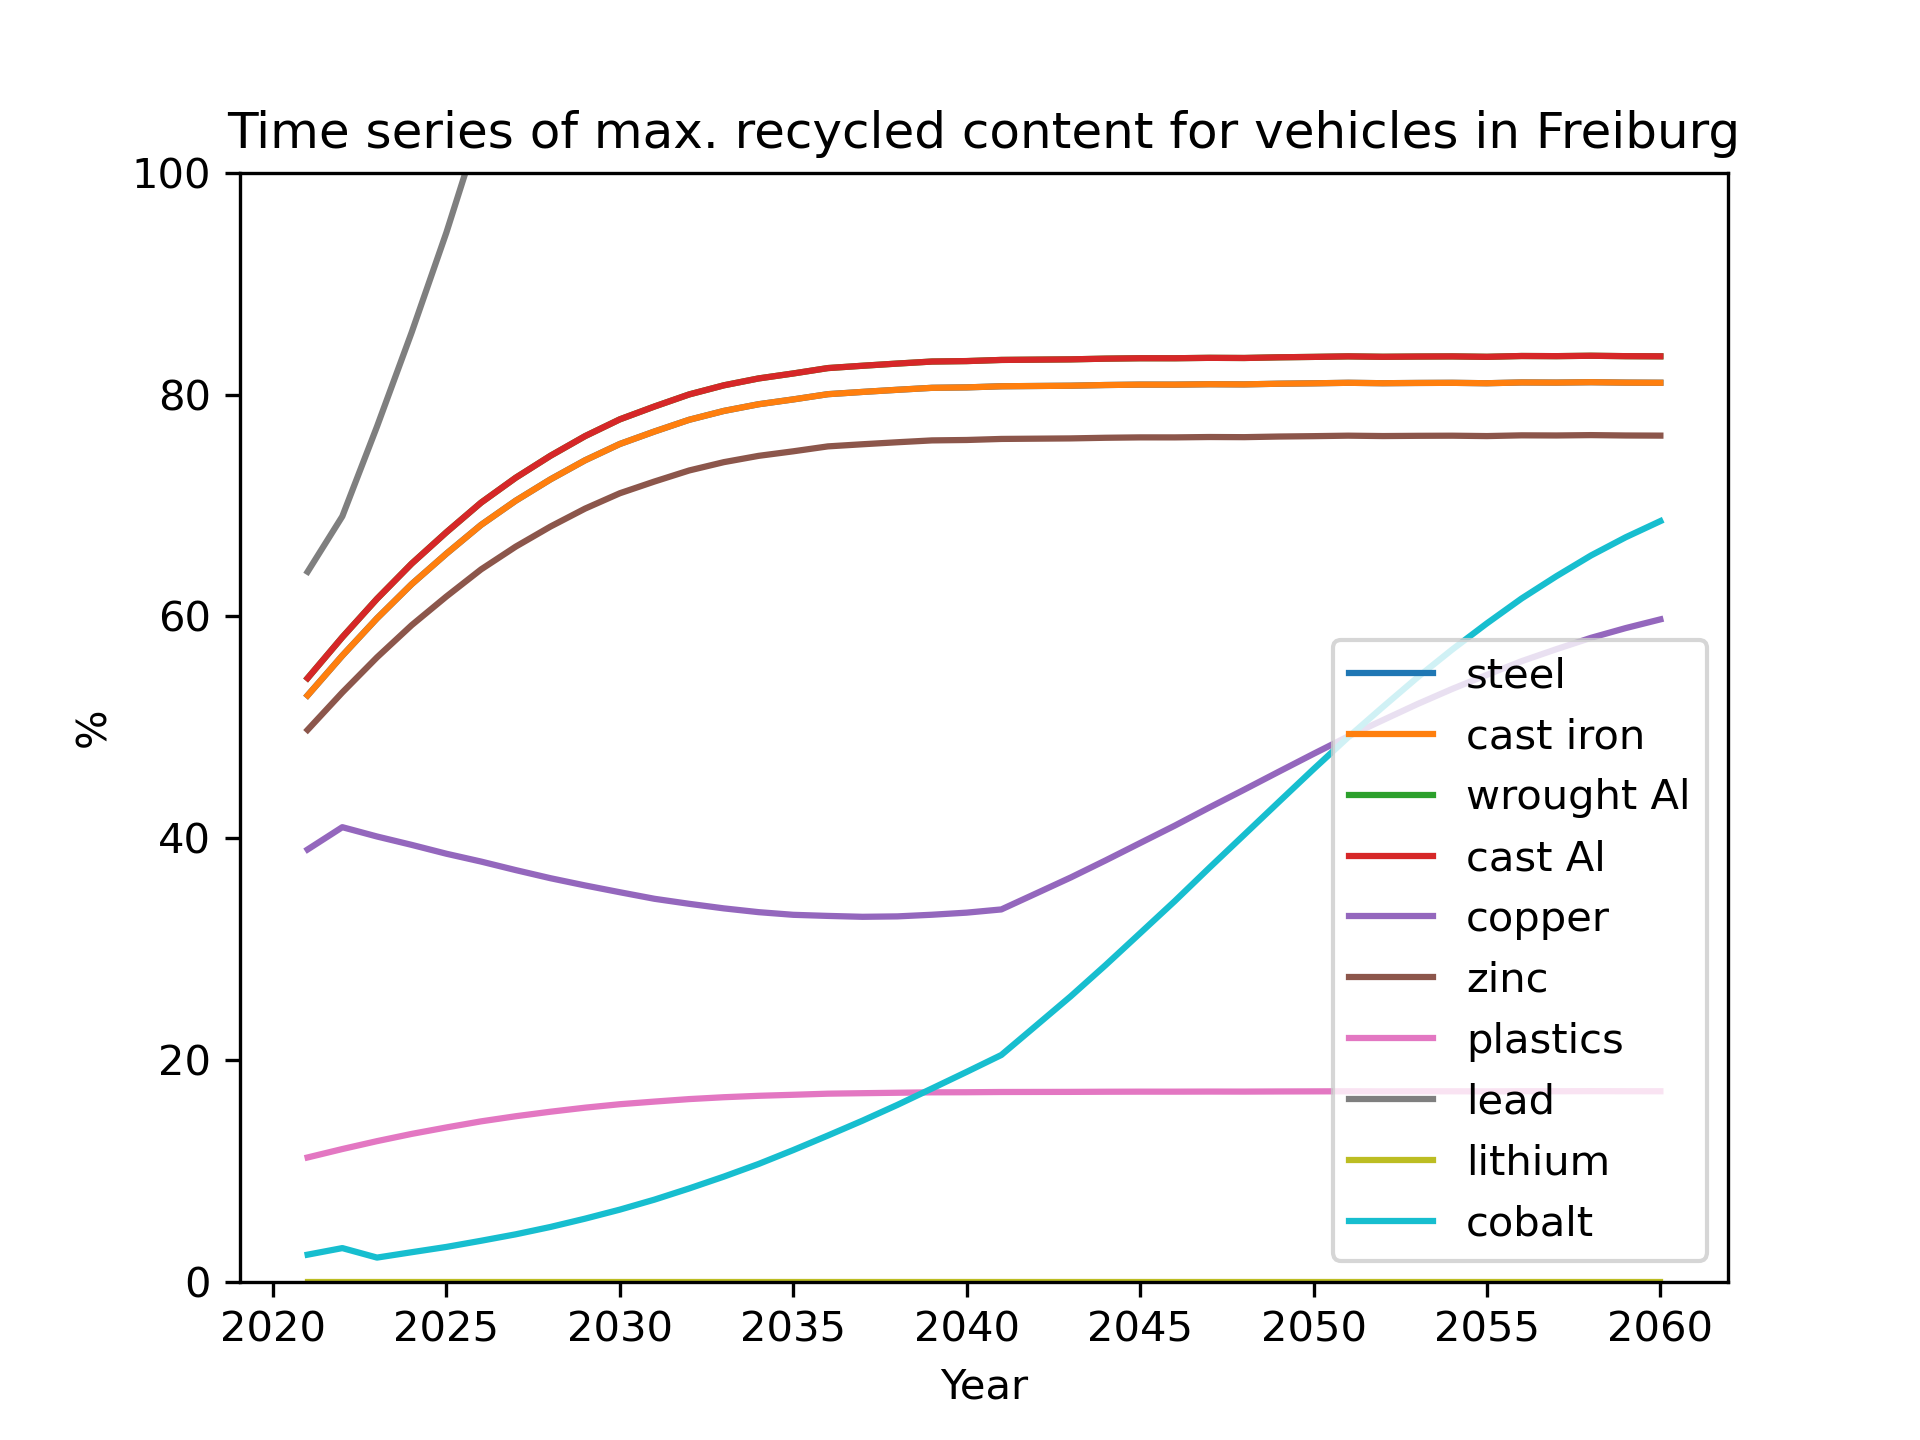 Time series of max. recycled content for vehicles in Freiburg
100
80
60
40
20
0
%
2020 2025 2030 2035 2040 2045 2050 2055 2060
Year
steel
cast iron
wrought Al
cast Al
copper
zinc
plastics
lead
lithium
cobalt